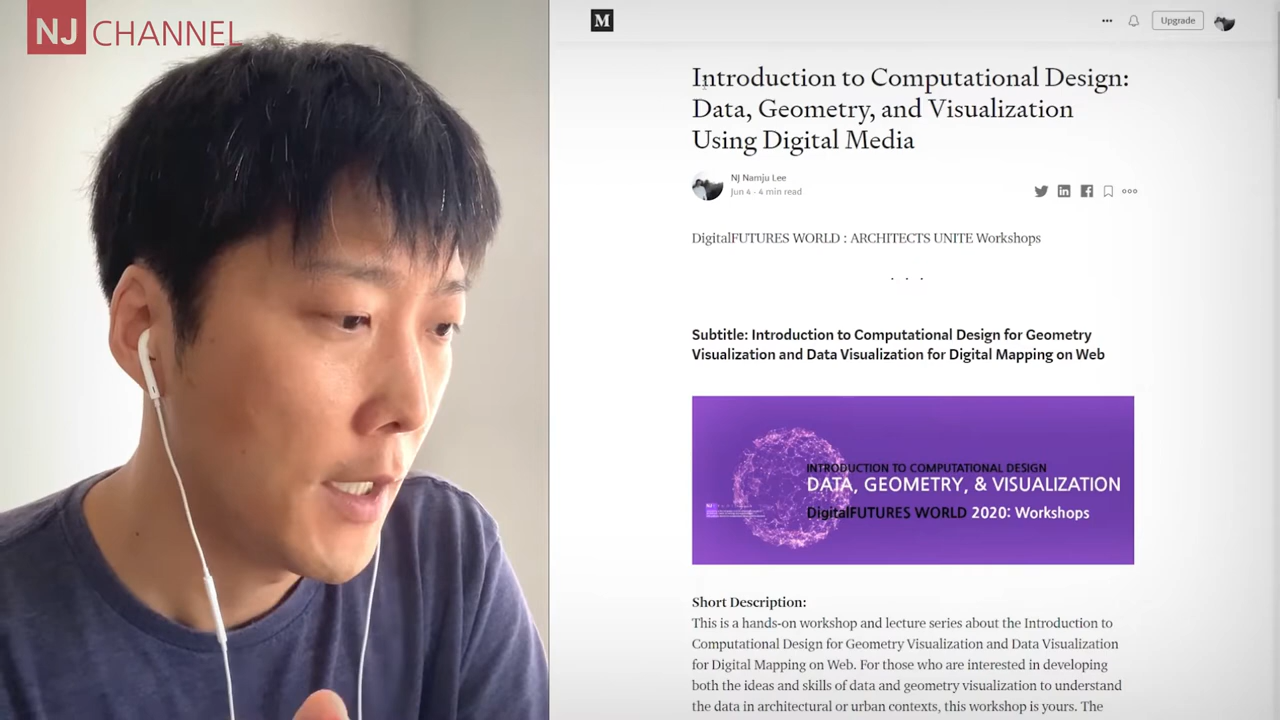 NJ CHANNEL
M
Upgrade
Introduction to Computational Design:
Data, Geometry, and Visualization
Using Digital Media
NJ Namju Lee
Jun 4 · 4 min read
DigitalFUTURES WORLD : ARCHITECTS UNITE Workshops
. . .
Subtitle: Introduction to Computational Design for Geometry
Visualization and Data Visualization for Digital Mapping on Web
INTRODUCTION TO COMPUTATIONAL DESIGN
DATA, GEOMETRY, & VISUALIZATION
DigitalFUTURES WORLD 2020: Workshops
Short Description:
This is a hands-on workshop and lecture series about the Introduction to
Computational Design for Geometry Visualization and Data Visualization
for Digital Mapping on Web. For those who are interested in developing
both the ideas and skills of data and geometry visualization to understand
the data in architectural or urban contexts, this workshop is yours. The